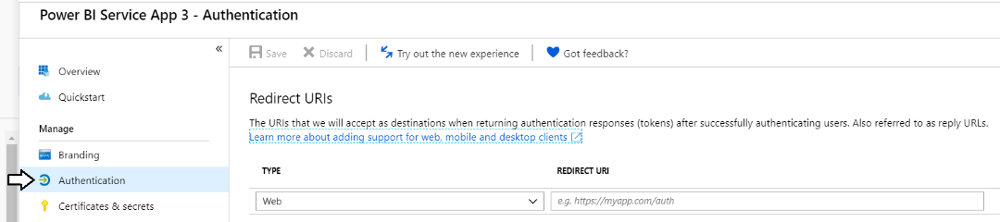 Power BI Service App 3 - Authentication
«
Save Discard Try out the new experience Got feedback?
Overview
Quickstart
Manage
Branding
Authentication
Certificates & secrets
Redirect URIs
The URIs that we will accept as destinations when returning authentication responses (tokens) after successfully authenticating users. Also referred to as reply URLs.
Learn more about adding support for web, mobile and desktop clients
TYPE REDIRECT URI
Web e.g. https://myapp.com/auth